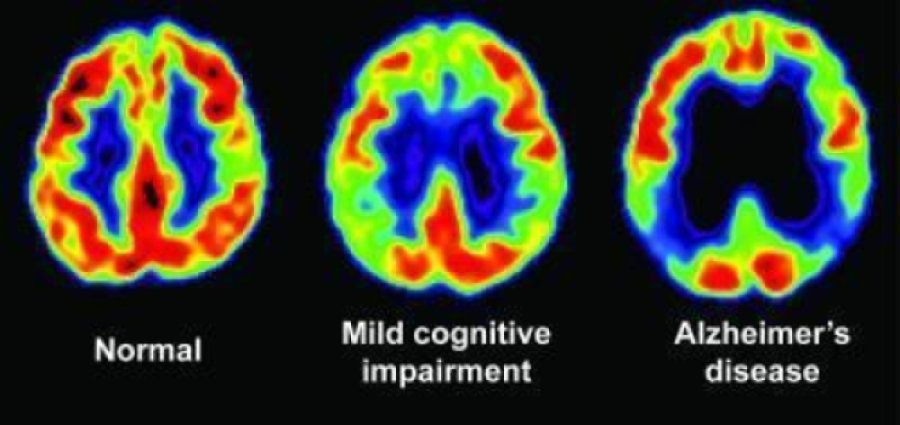 Normal
Mild cognitive
impairment
Alzheimer's
disease